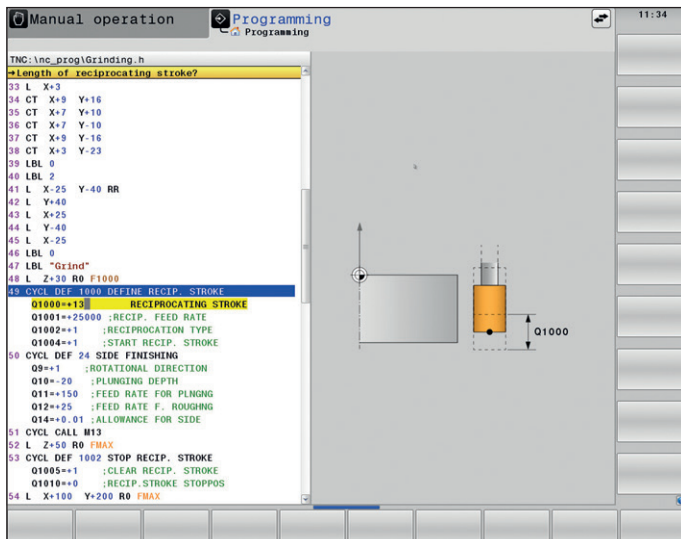 Manual operation
Programming
Programming
11:34
TNC:\nc_prog\Grinding.h
→Length of reciprocating stroke?
33 L X+3
34 CT X+9 Y+16
35 CT X+7 Y+10
36 CT X+7 Y-10
37 CT X+9 Y-16
38 CT X+3 Y-23
39 LBL 0
40 LBL 2
41 L X-25 Y-40 RR
42 L Y+40
43 L X+25
44 L Y-40
45 L X-25
46 LBL 0
47 LBL "Grind"
48 L Z+30 R0 F1000
49 CYCL DEF 1000 DEFINE RECIP. STROKE
Q1000=+13 RECIPROCATING STROKE
Q1001=+25000 ;RECIP. FEED RATE
Q1002=+1 ;RECIPROCATION TYPE
Q1004=+1 ;START RECIP. STROKE
50 CYCL DEF 24 SIDE FINISHING
Q9=+1 ;ROTATIONAL DIRECTION
Q10=-20 ;PLUNGING DEPTH
Q11=+150 ;FEED RATE FOR PLNGNG
Q12=+25 ;FEED RATE F. ROUGHNG
Q14=+0.01 ;ALLOWANCE FOR SIDE
51 CYCL CALL M13
52 L Z+50 R0 FMAX
53 CYCL DEF 1002 STOP RECIP. STROKE
Q1005=+1 ;CLEAR RECIP. STROKE
Q1010=+0 ;RECIP.STROKE STOPPOS
54 L X+100 Y+200 R0 FMAX
Q1000